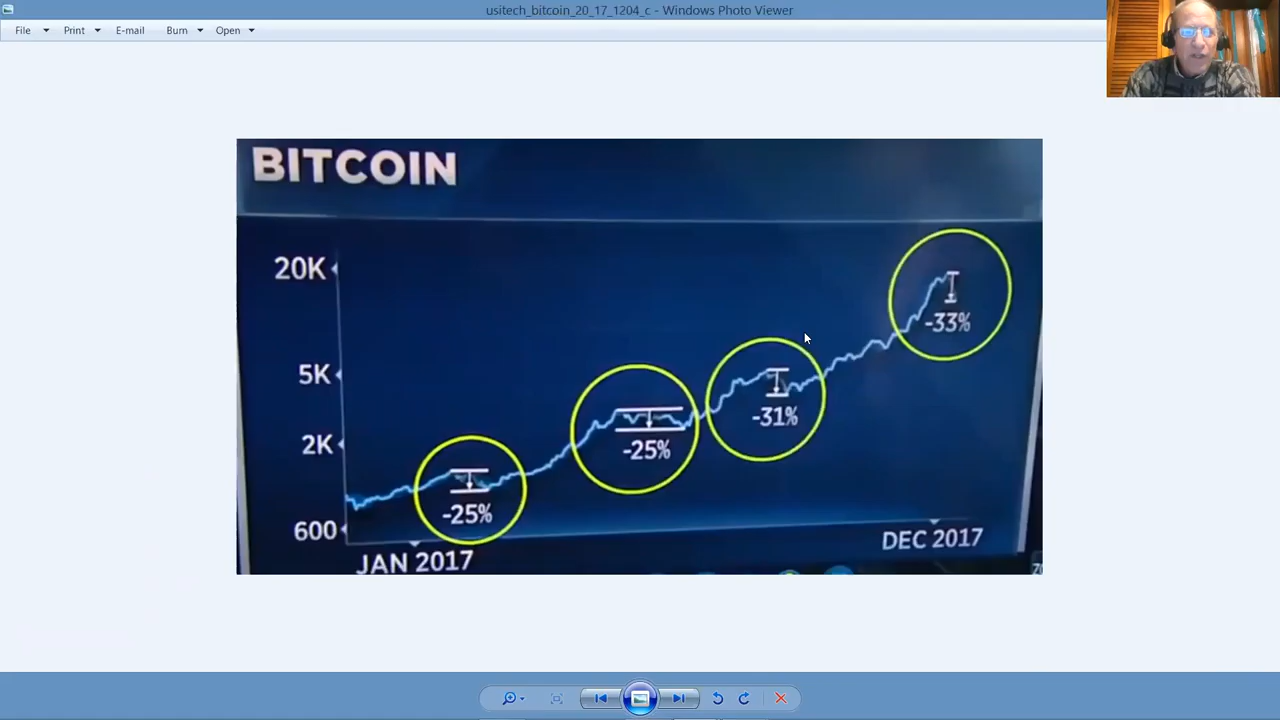 usitech_bitcoin_20_17_1204_c - Windows Photo Viewer
File Print E-mail Burn Open
BITCOIN
20K
5K
2K
600
-25%
-25%
-31%
-33%
JAN 2017
DEC 2017